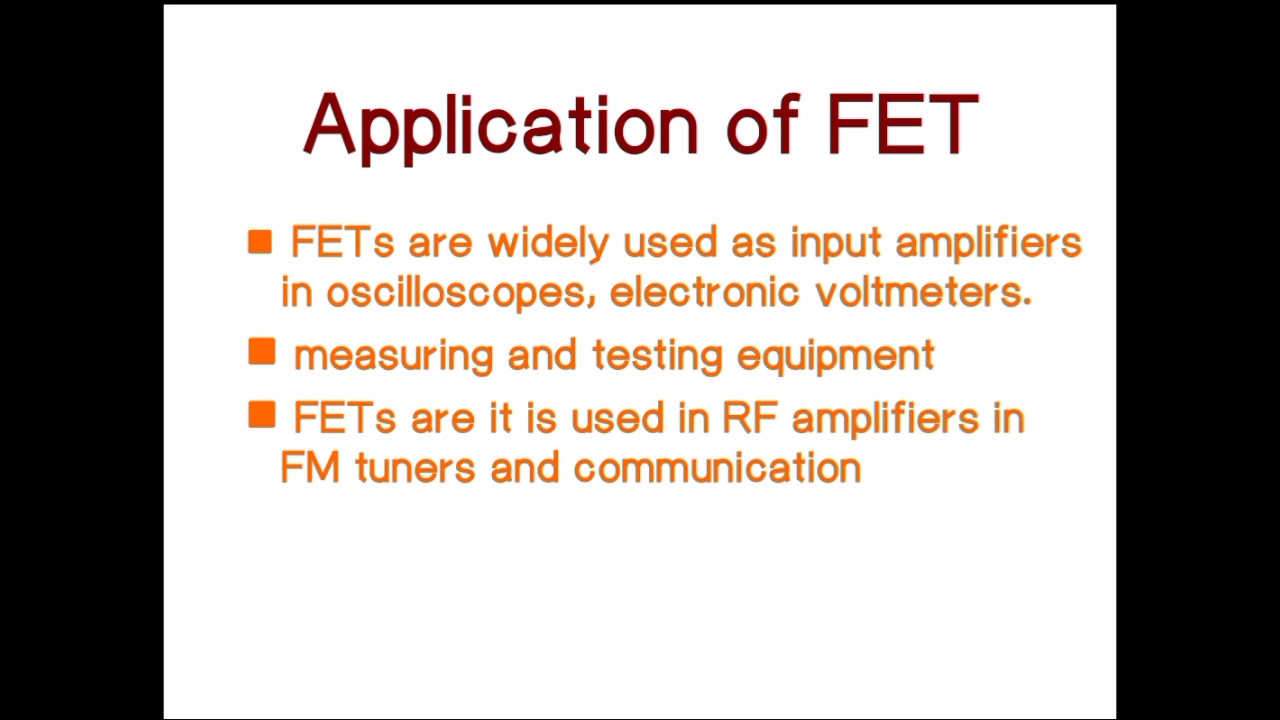 Application of FET
FETs are widely used as input amplifiers
in oscilloscopes, electronic voltmeters.
measuring and testing equipment
FETs are it is used in RF amplifiers in
FM tuners and communication